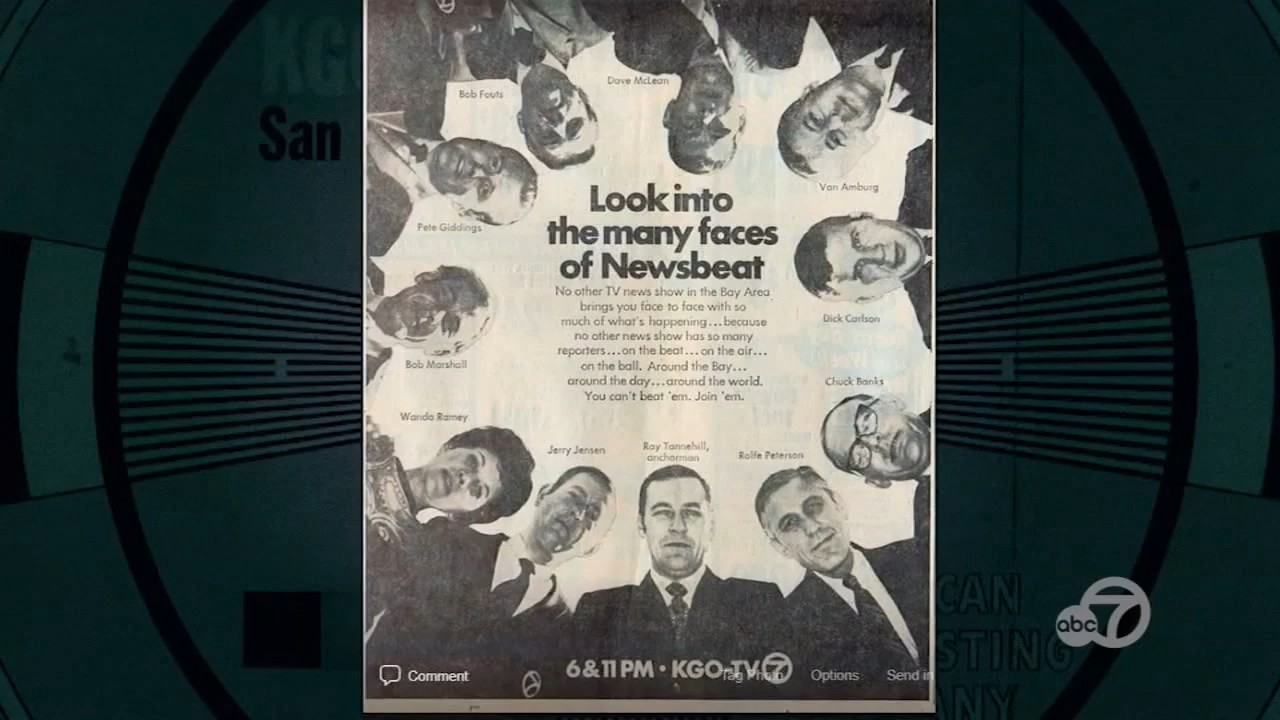 KGO
San
Bob Fouts
Dave McLean
Van Amburg
Pete Giddings
Look into
the many faces
of Newsbeat
No other TV news show in the Bay Area
brings you face to face with so
much of what's happening...because
no other news show has so many
reporters...on the beat...on the air...
on the ball. Around the Bay...
around the day...around the world.
You can't beat 'em. Join 'em.
Dick Carlson
Bob Marshall
Chuck Banks
Wanda Ramey
Jerry Jensen
Ray Tannehill,
anchorman
Rolfe Peterson
6&11 PM • KGO-TV 7
Comment
Tag Photo
Options
Send in
CAN
STING
ANY
abc 7